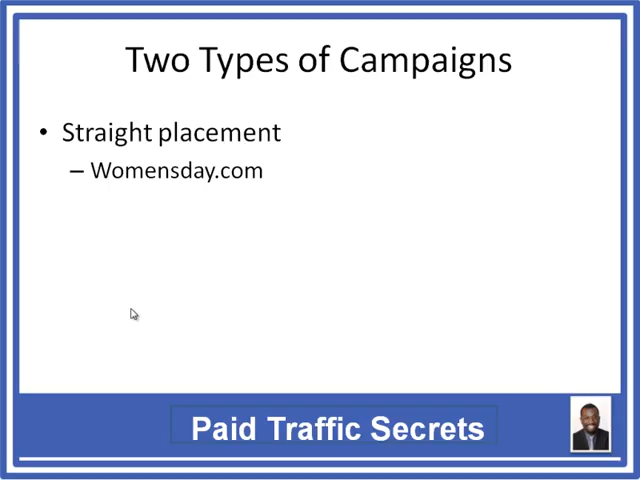 Two Types of Campaigns
• Straight placement
– Womensday.com
Paid Traffic Secrets